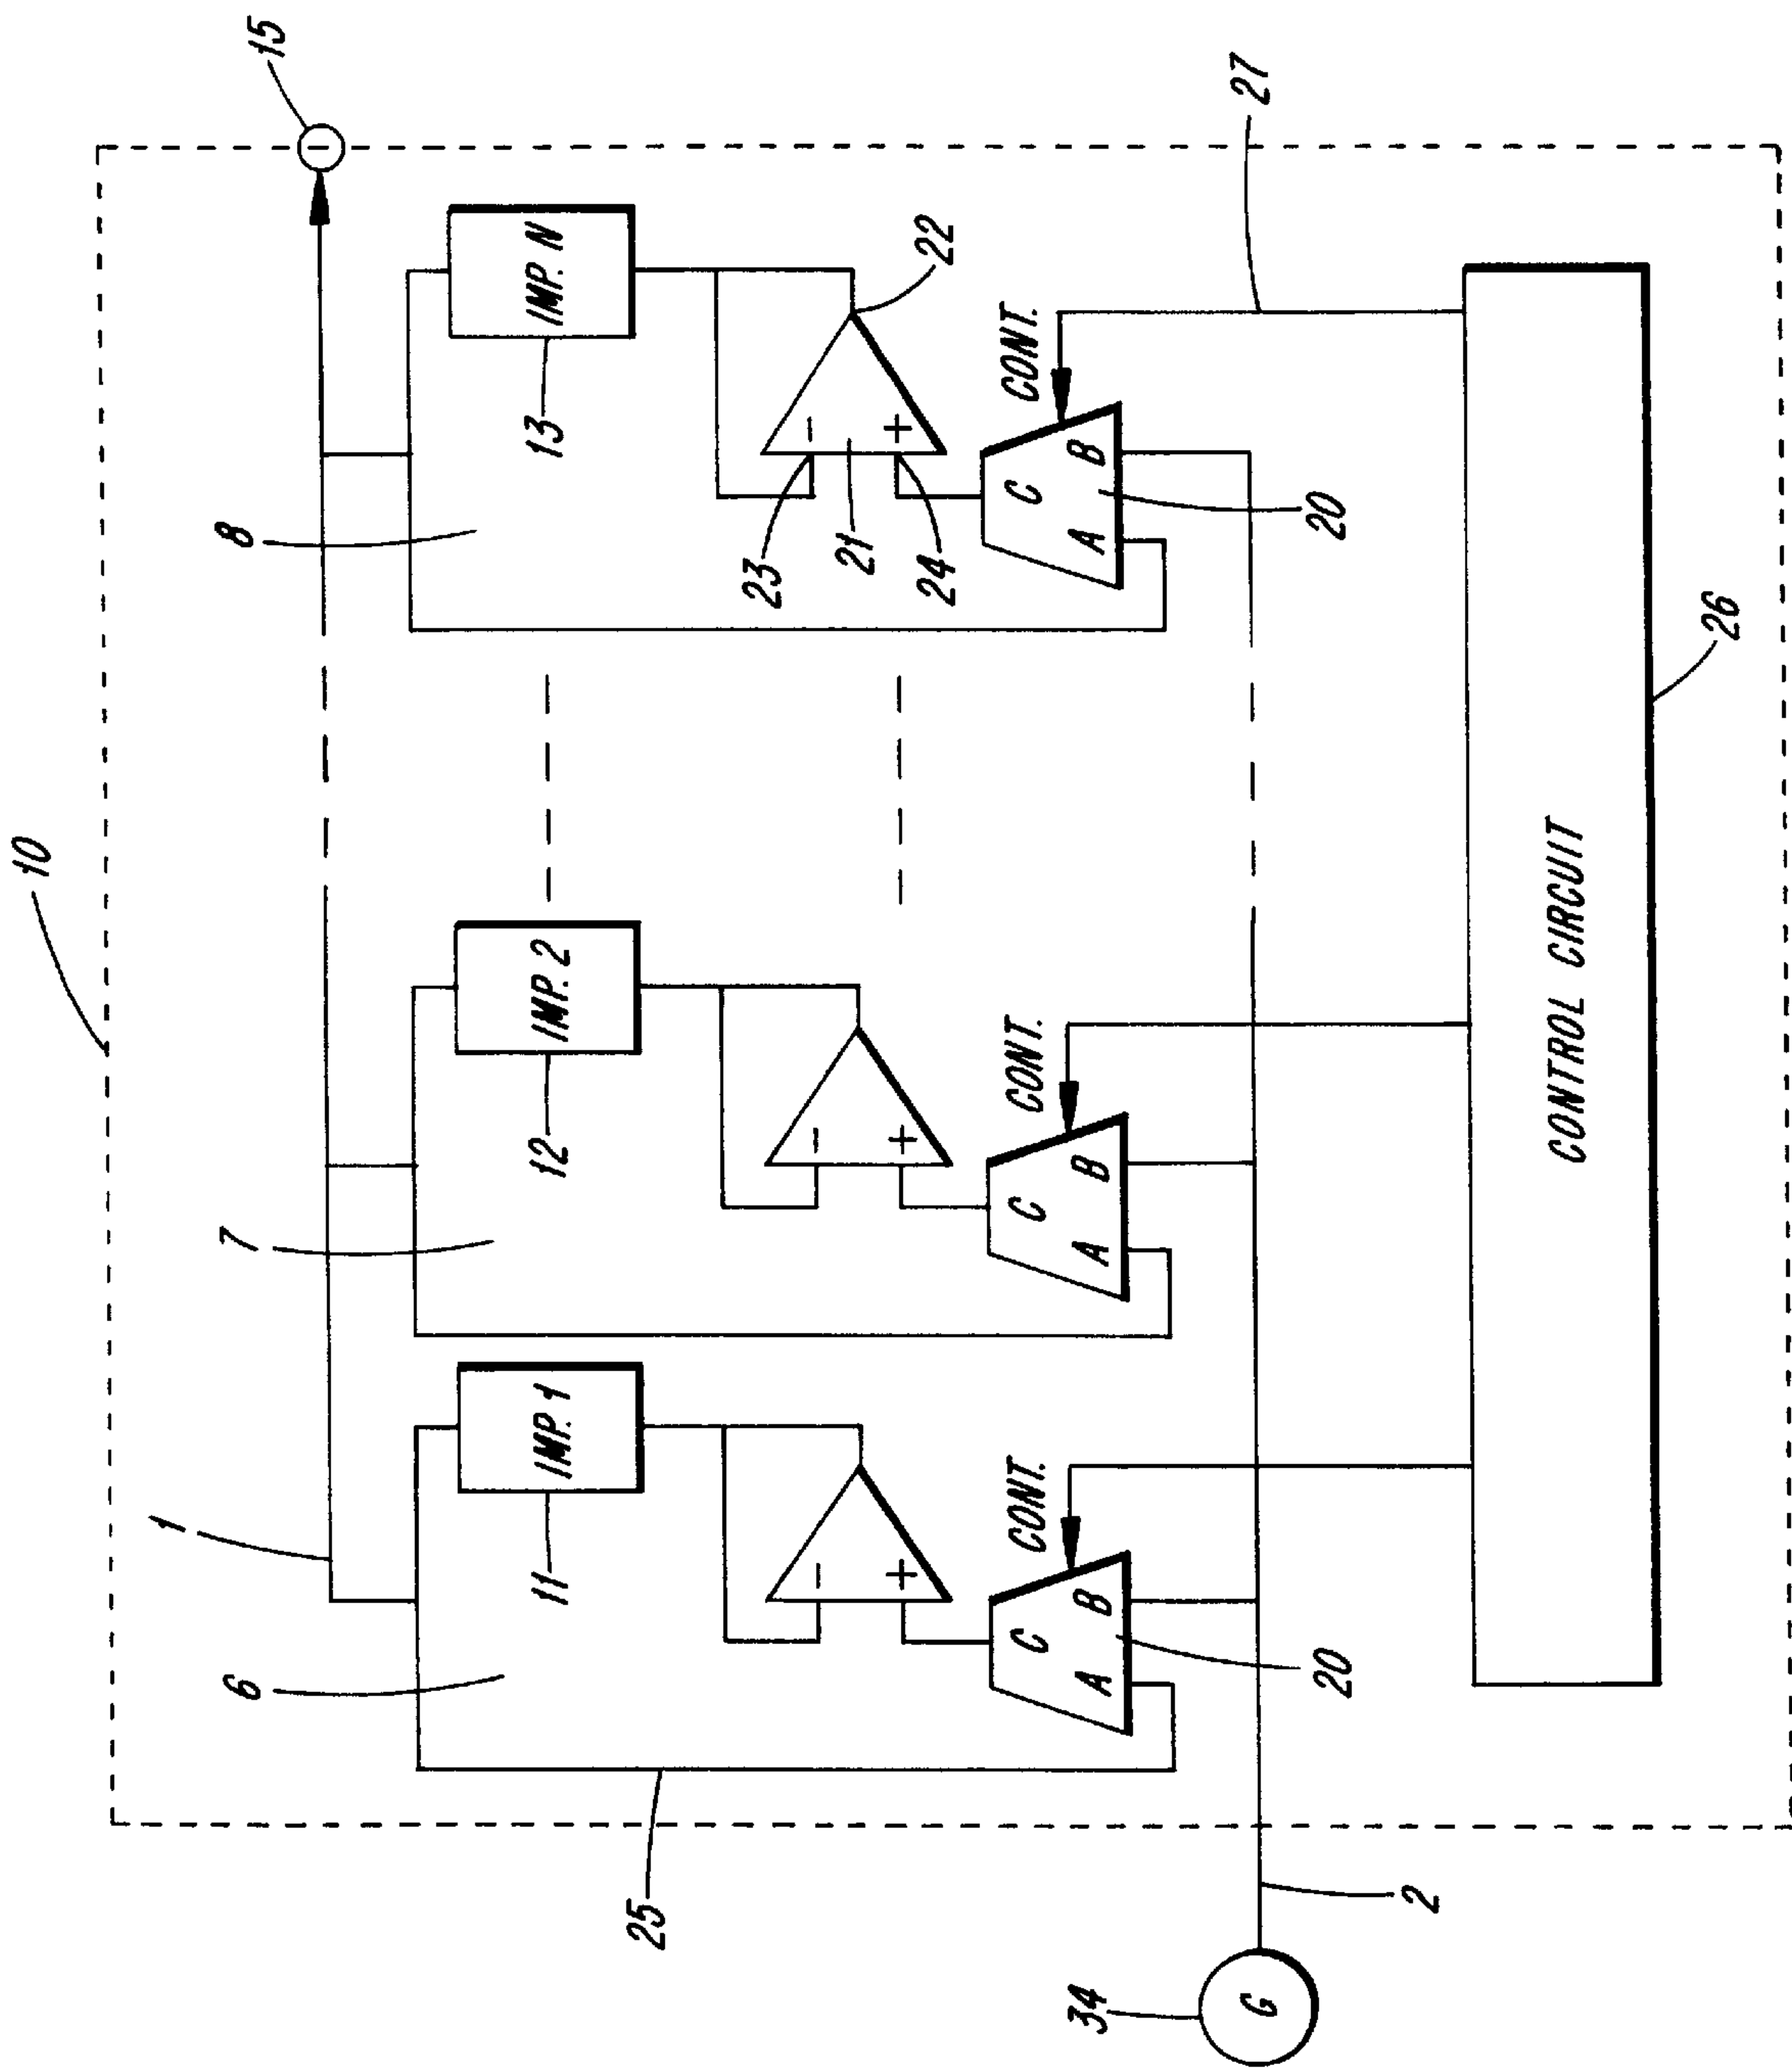 10
15
1
6
25
11
IMP. 1
-
+
C
A
B
CONT.
20
7
12
IMP. 2
-
+
C
A
B
CONT.
8
13
IMP. N
22
23
-
21
+
24
C
A
B
CONT.
20
27
34
G
2
CONTROL CIRCUIT
26